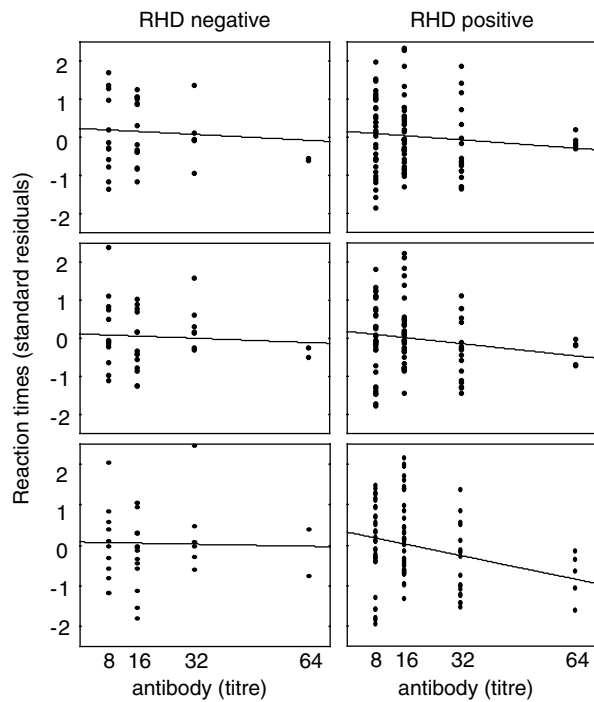 RHD negative
RHD positive
Reaction times (standard residuals)
2
1
0
-1
-2
2
1
0
-1
-2
2
1
0
-1
-2
8 16 32 64
8 16 32 64
antibody (titre)
antibody (titre)